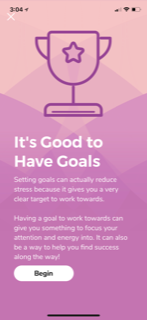 3:04
It's Good to
Have Goals
Setting goals can actually reduce
stress because it gives you a very
clear target to work towards.
Having a goal to work towards can
give you something to focus your
attention and energy into. It can also
be a way to help you find success
along the way!
Begin